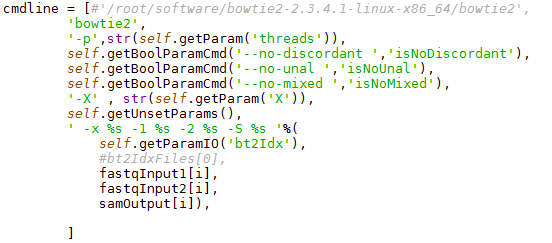 cmdline = [#'/root/software/bowtie2-2.3.4.1-linux-x86_64/bowtie2',
'bowtie2',
'-p',str(self.getParam('threads')),
self.getBoolParamCmd('--no-discordant ','isNoDiscordant'),
self.getBoolParamCmd('--no-unal ','isNoUnal'),
self.getBoolParamCmd('--no-mixed ','isNoMixed'),
'-X' , str(self.getParam('X')),
self.getUnsetParams(),
' -x %s -1 %s -2 %s -S %s '%(
self.getParamIO('bt2Idx'),
#bt2IdxFiles[0],
fastqInput1[i],
fastqInput2[i],
samOutput[i]),
]